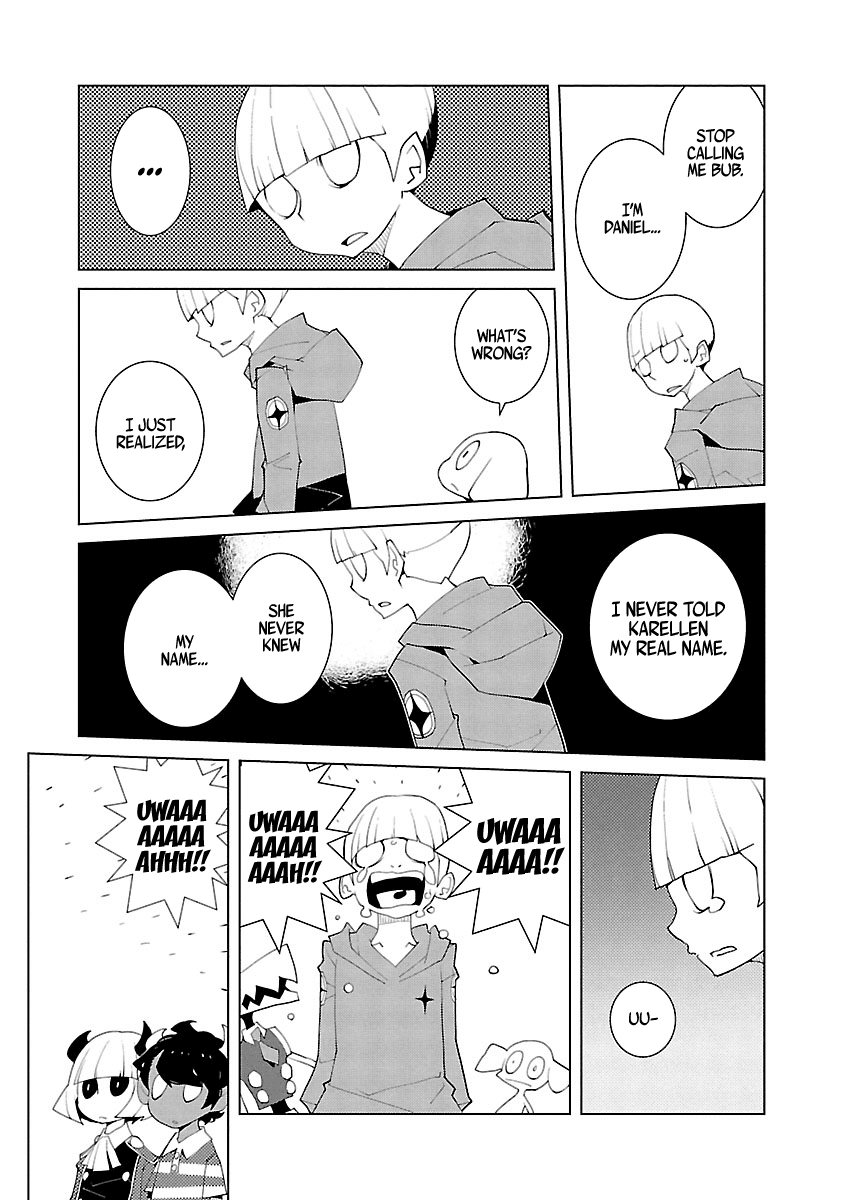 STOP
CALLING
ME BUB.
I'M
DANIEL...
...
WHAT'S
WRONG?
I JUST
REALIZED,
I NEVER TOLD
KARELLEN
MY REAL NAME.
SHE
NEVER
KNEW
MY
NAME...
UU-
UWAAA
AAAA!!
UWAAA
AAAAA
AAAH!!
UWAAA
AAAAA
AHHH!!